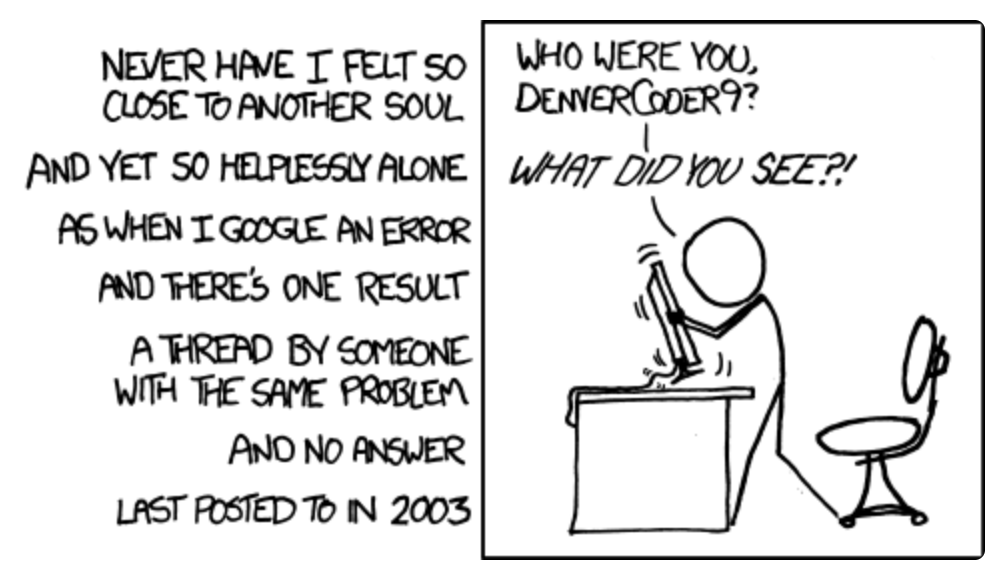 NEVER HAVE I FELT SO
CLOSE TO ANOTHER SOUL
AND YET SO HELPLESSLY ALONE
AS WHEN I GOOGLE AN ERROR
AND THERE'S ONE RESULT
A THREAD BY SOMEONE
WITH THE SAME PROBLEM
AND NO ANSWER
LAST POSTED TO IN 2003
WHO WERE YOU,
DENVERCODER9?
WHAT DID YOU SEE?!